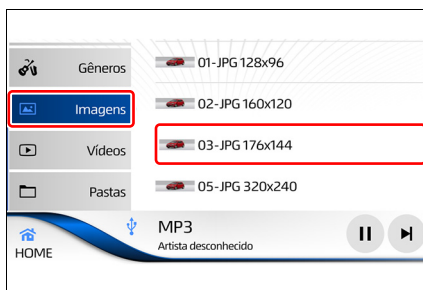 Gêneros
01-JPG 128x96
Imagens
02-JPG 160x120
Vídeos
03-JPG 176x144
Pastas
05-JPG 320x240
HOME
MP3
Artista desconhecido